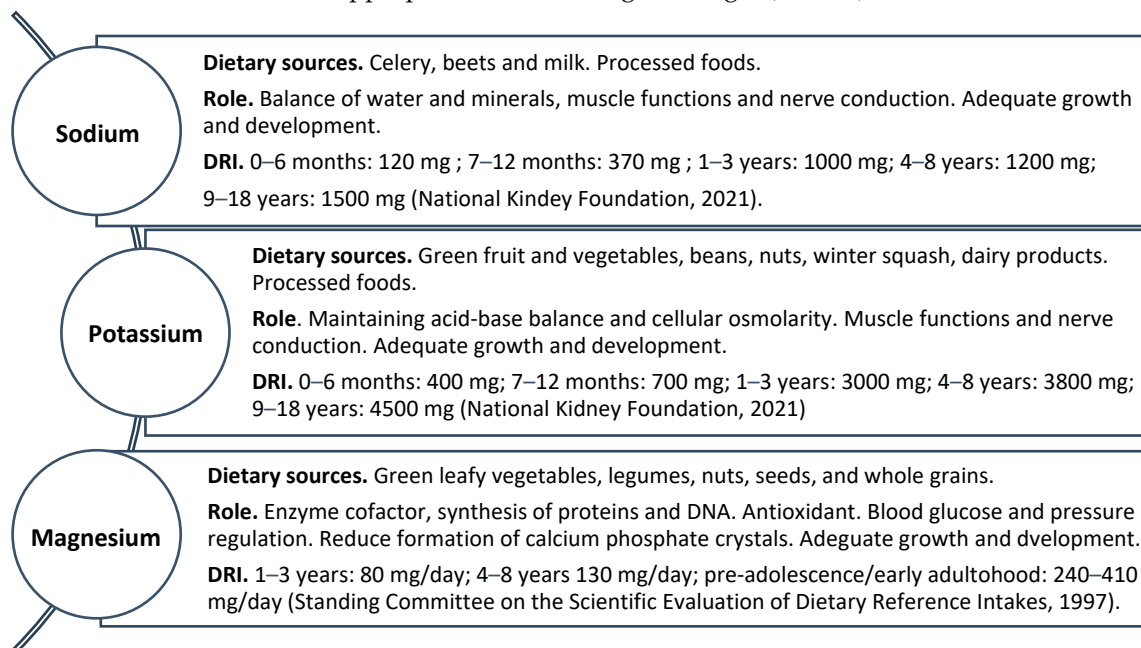 Sodium
Dietary sources. Celery, beets and milk. Processed foods.
Role. Balance of water and minerals, muscle functions and nerve conduction. Adequate growth
and development.
DRI. 0–6 months: 120 mg ; 7–12 months: 370 mg ; 1–3 years: 1000 mg; 4–8 years: 1200 mg;
9–18 years: 1500 mg (National Kindey Foundation, 2021).
Potassium
Dietary sources. Green fruit and vegetables, beans, nuts, winter squash, dairy products.
Processed foods.
Role. Maintaining acid-base balance and cellular osmolarity. Muscle functions and nerve
conduction. Adequate growth and development.
DRI. 0–6 months: 400 mg; 7–12 months: 700 mg; 1–3 years: 3000 mg; 4–8 years: 3800 mg;
9–18 years: 4500 mg (National Kidney Foundation, 2021)
Magnesium
Dietary sources. Green leafy vegetables, legumes, nuts, seeds, and whole grains.
Role. Enzyme cofactor, synthesis of proteins and DNA. Antioxidant. Blood glucose and pressure
regulation. Reduce formation of calcium phosphate crystals. Adeguate growth and dvelopment.
DRI. 1–3 years: 80 mg/day; 4–8 years 130 mg/day; pre-adolescence/early adultohood: 240–410
mg/day (Standing Committee on the Scientific Evaluation of Dietary Reference Intakes, 1997).